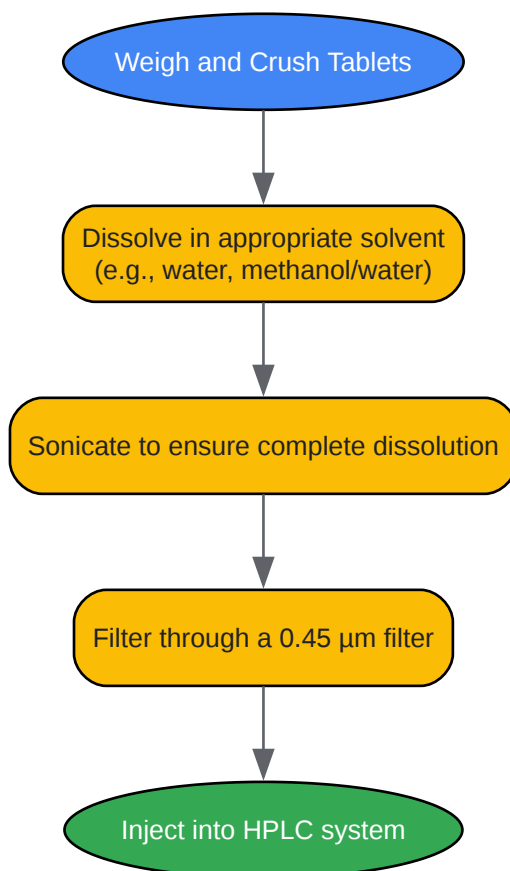 Weigh and Crush Tablets
Dissolve in appropriate solvent
(e.g., water, methanol/water)
Sonicate to ensure complete dissolution
Filter through a 0.45 µm filter
Inject into HPLC system